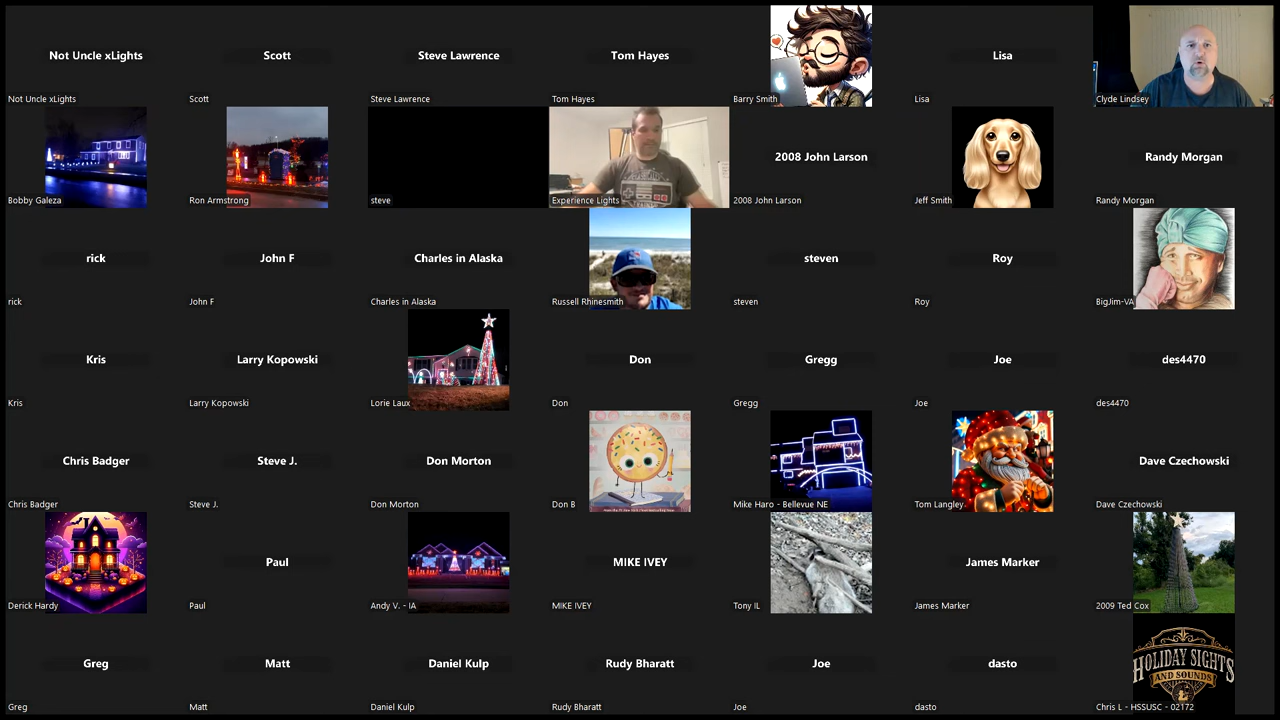 Not Uncle xLights
Scott
Steve Lawrence
Tom Hayes
Lisa
Not Uncle xLights
Scott
Steve Lawrence
Tom Hayes
Barry Smith
Lisa
Clyde Lindsey
2008 John Larson
Randy Morgan
Bobby Galeza
Ron Armstrong
steve
Experience Lights
2008 John Larson
Jeff Smith
Randy Morgan
rick
John F
Charles in Alaska
steven
Roy
rick
John F
Charles in Alaska
Russell Rhinesmith
steven
Roy
BigJim-VA
Kris
Larry Kopowski
Don
Gregg
Joe
des4470
Kris
Larry Kopowski
Lorie Laux
Don
Gregg
Joe
des4470
Chris Badger
Steve J.
Don Morton
Dave Czechowski
Chris Badger
Steve J.
Don Morton
Don B
Mike Haro - Bellevue NE
Tom Langley
Dave Czechowski
Paul
MIKE IVEY
James Marker
Derick Hardy
Paul
Andy V. - IA
MIKE IVEY
Tony IL
James Marker
2009 Ted Cox
Greg
Matt
Daniel Kulp
Rudy Bharatt
Joe
dasto
HOLIDAY SIGHTS
AND SOUNDS
Greg
Matt
Daniel Kulp
Rudy Bharatt
Joe
dasto
Chris L - HSSUSC - 02172